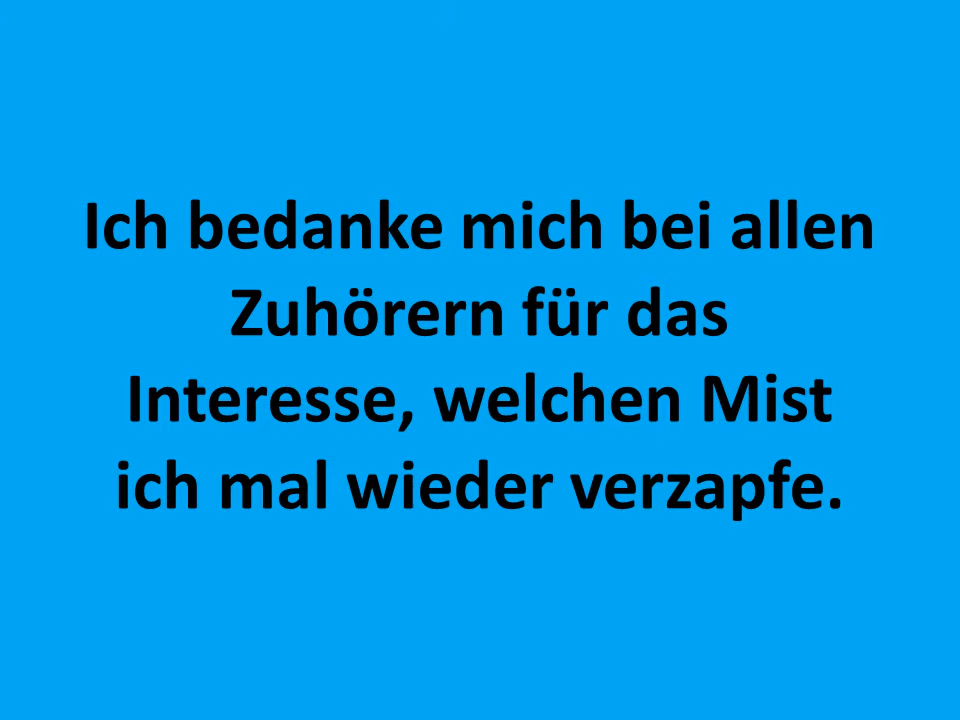 Ich bedanke mich bei allen
Zuhörern für das
Interesse, welchen Mist
ich mal wieder verzapfe.